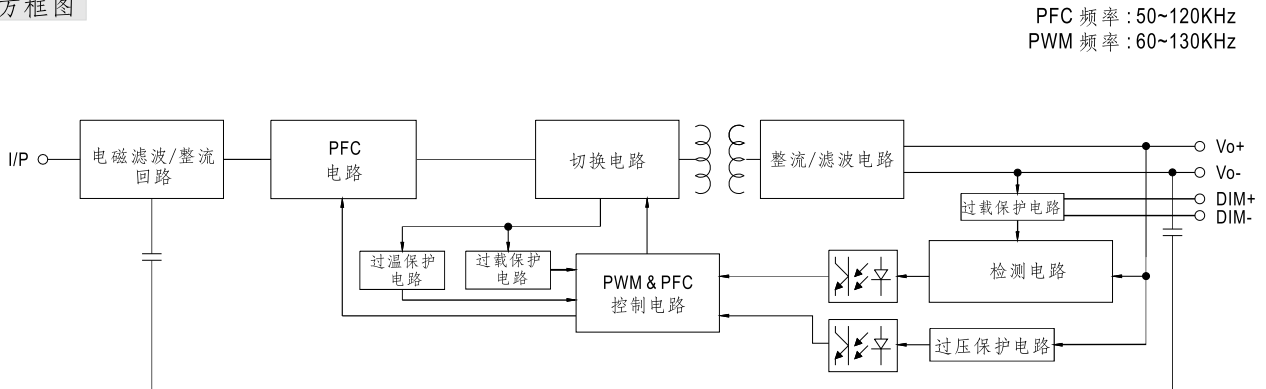 方框图
PFC 频率 : 50~120KHz
PWM 频率 : 60~130KHz
I/P
电磁滤波/整流
回路
PFC
电路
切换电路
整流/滤波电路
Vo+
Vo-
DIM+
DIM-
过载保护电路
过温保护
电路
过载保护
电路
PWM & PFC
控制电路
检测电路
过压保护电路